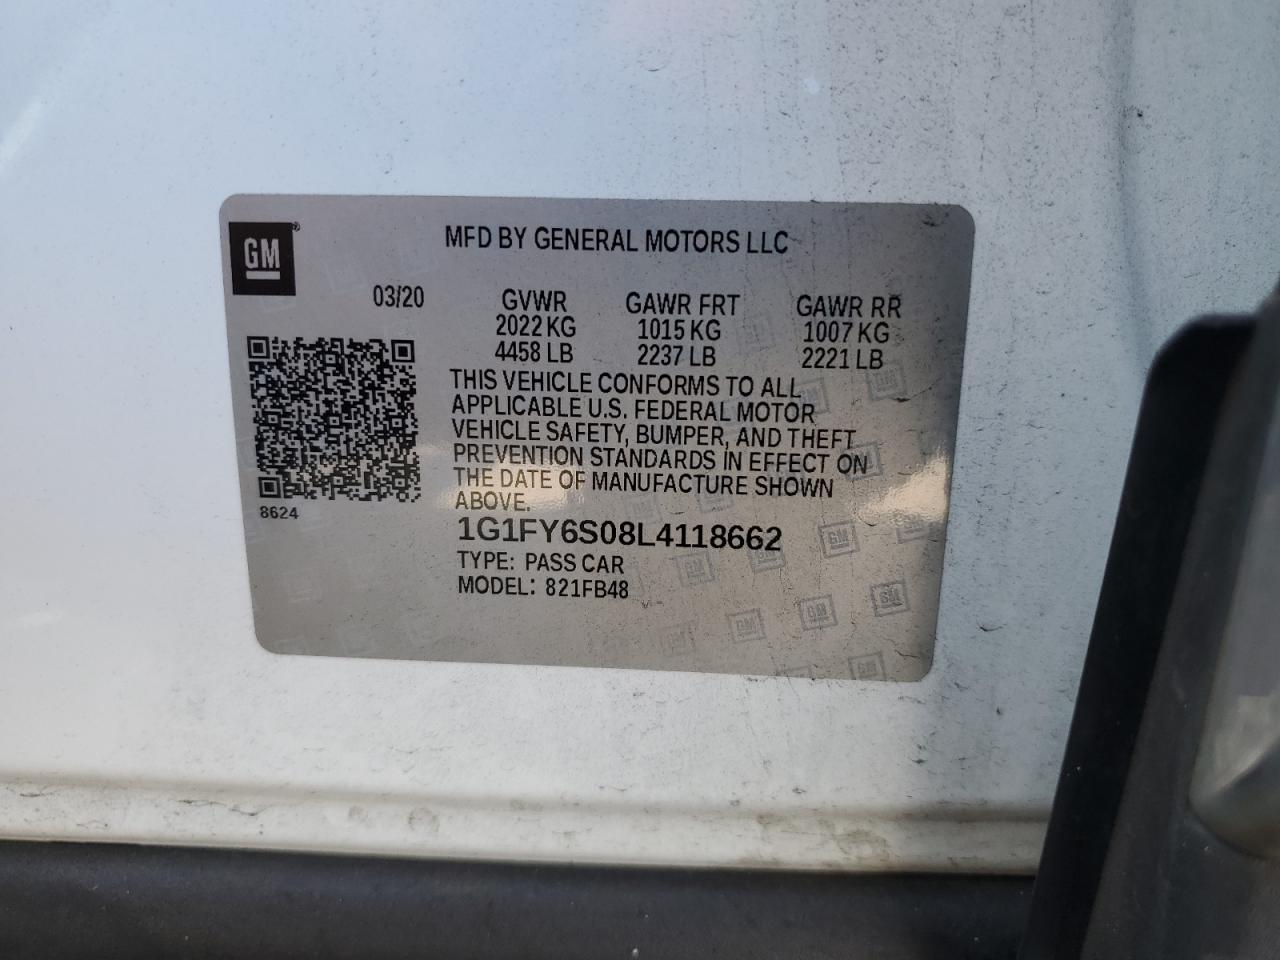 GM
MFD BY GENERAL MOTORS LLC
03/20
GVWR GAWR FRT GAWR RR
2022 KG 1015 KG 1007 KG
4458 LB 2237 LB 2221 LB
THIS VEHICLE CONFORMS TO ALL
APPLICABLE U.S. FEDERAL MOTOR
VEHICLE SAFETY, BUMPER, AND THEFT
PREVENTION STANDARDS IN EFFECT ON
THE DATE OF MANUFACTURE SHOWN
ABOVE.
8624
1G1FY6S08L4118662
TYPE: PASS CAR
MODEL: 821FB48